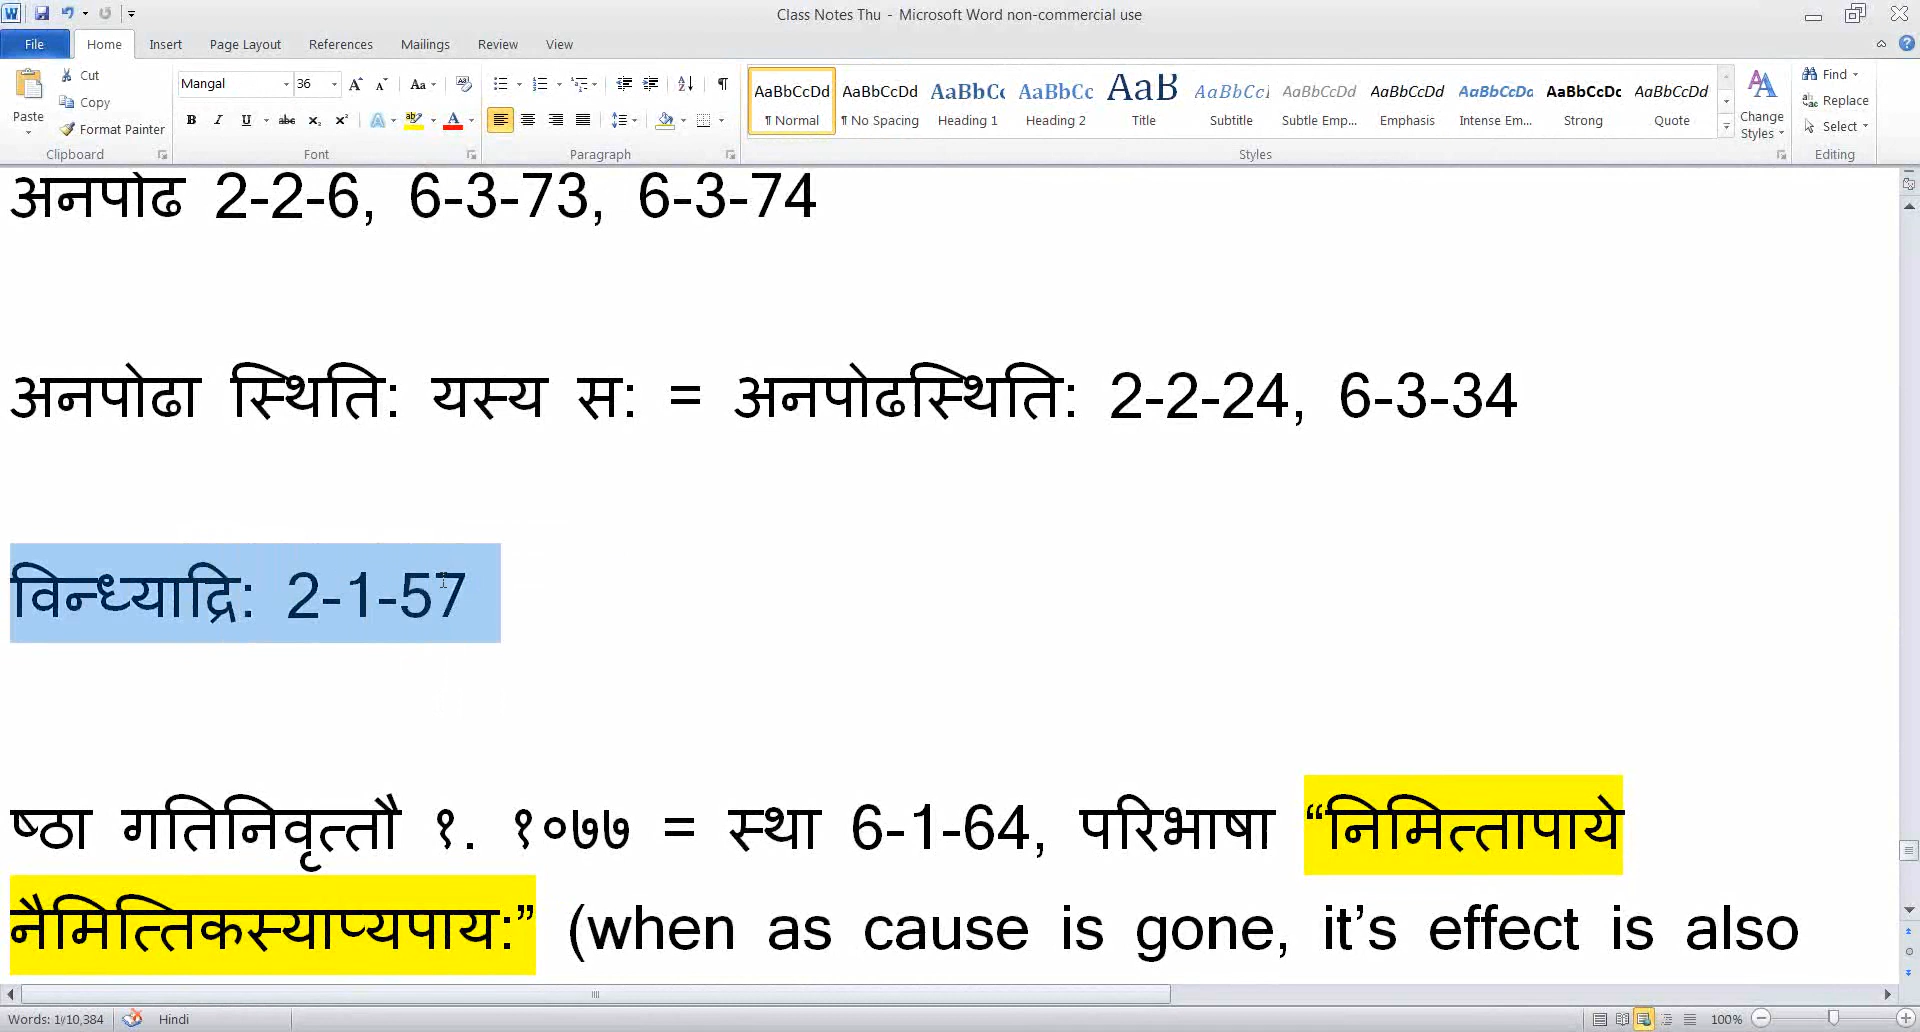 Class Notes Thu - Microsoft Word non-commercial use
File Home Insert Page Layout References Mailings Review View
Paste Cut Copy Format Painter Clipboard
Mangal 36 Font
Paragraph
AaBbCcDd AaBbCcDd AaBbCc AaBbCc AaB AaBbCcI AaBbCcDd AaBbCcDd AaBbCcDd AaBbCcDc AaBbCcDd
¶ Normal ¶ No Spacing Heading 1 Heading 2 Title Subtitle Subtle Emp... Emphasis Intense Em... Strong Quote
Styles
Change Styles
Find Replace Select Editing
अनपोढ 2-2-6, 6-3-73, 6-3-74
अनपोढा स्थिति: यस्य स: = अनपोढस्थिति: 2-2-24, 6-3-34
विन्ध्याद्रि: 2-1-57
ष्ठा गतिनिवृत्तौ १. १०७७ = स्था 6-1-64, परिभाषा “निमित्तापाये
नैमित्तिकस्याप्यपाय:” (when as cause is gone, it’s effect is also
Words: 1/10,384 Hindi 100%